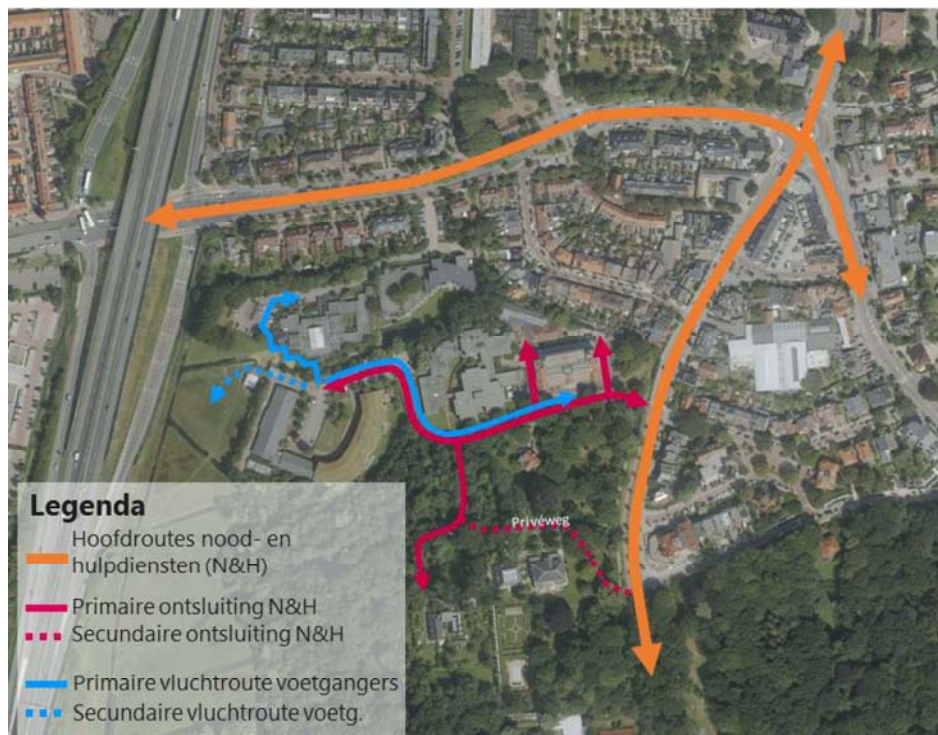 Privéweg
Legenda
Hoofdroutes nood- en
hulpdiensten (N&H)
Primaire ontsluiting N&H
Secundaire ontsluiting N&H
Primaire vluchtroute voetgangers
Secundaire vluchtroute voetg.